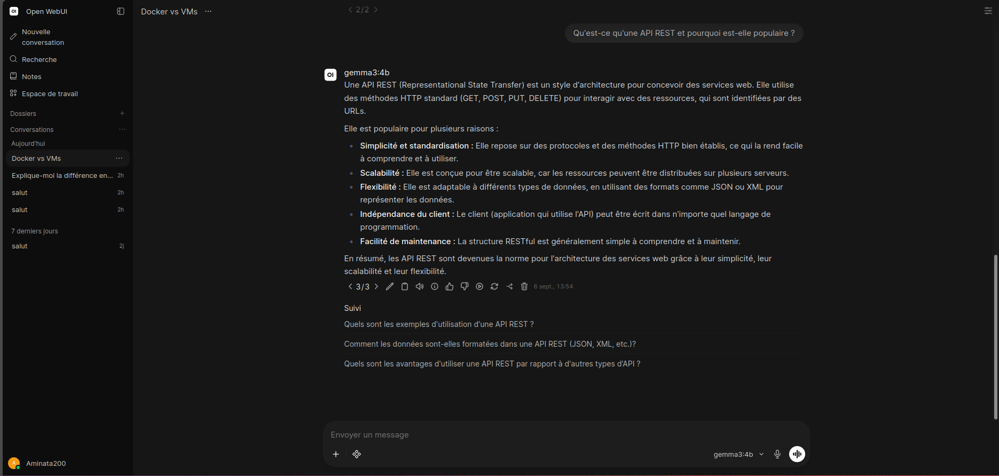 OI Open WebUI
Nouvelle
conversation
Recherche
Notes
Espace de travail
Dossiers
Conversations
Aujourd'hui
Docker vs VMs
Explique-moi la différence en... 2h
salut 2h
salut 2h
7 derniers jours
salut 2j
A Aminata200
Docker vs VMs
2/2
Qu'est-ce qu'une API REST et pourquoi est-elle populaire ?
OI gemma3:4b
Une API REST (Representational State Transfer) est un style d'architecture pour concevoir des services web. Elle utilise
des méthodes HTTP standard (GET, POST, PUT, DELETE) pour interagir avec des ressources, qui sont identifiées par des
URLs.
Elle est populaire pour plusieurs raisons :
Simplicité et standardisation : Elle repose sur des protocoles et des méthodes HTTP bien établis, ce qui la rend facile
à comprendre et à utiliser.
Scalabilité : Elle est conçue pour être scalable, car les ressources peuvent être distribuées sur plusieurs serveurs.
Flexibilité : Elle est adaptable à différents types de données, en utilisant des formats comme JSON ou XML pour
représenter les données.
Indépendance du client : Le client (application qui utilise l'API) peut être écrit dans n'importe quel langage de
programmation.
Facilité de maintenance : La structure RESTful est généralement simple à comprendre et à maintenir.
En résumé, les API REST sont devenues la norme pour l'architecture des services web grâce à leur simplicité, leur
scalabilité et leur flexibilité.
3/3 6 sept., 13:54
Suivi
Quels sont les exemples d'utilisation d'une API REST ?
Comment les données sont-elles formatées dans une API REST (JSON, XML, etc.)?
Quels sont les avantages d'utiliser une API REST par rapport à d'autres types d'API ?
Envoyer un message
gemma3:4b